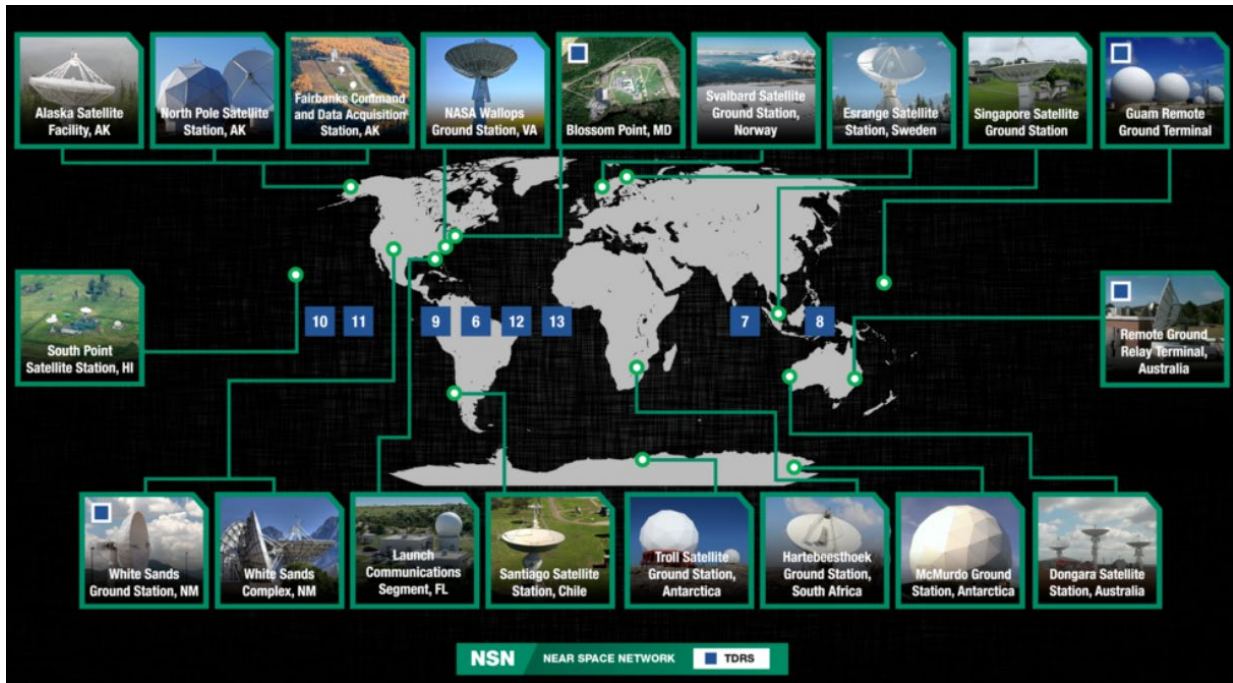 Alaska Satellite
Facility, AK
North Pole Satellite
Station, AK
Fairbanks Command
and Data Acquisition
Station, AK
NASA Wallops
Ground Station, VA
Blossom Point, MD
Svalbard Satellite
Ground Station,
Norway
Esrange Satellite
Station, Sweden
Singapore Satellite
Ground Station
Guam Remote
Ground Terminal
South Point
Satellite Station, HI
10
11
9
6
12
13
7
8
Remote Ground
Relay Terminal,
Australia
White Sands
Ground Station, NM
White Sands
Complex, NM
Launch
Communications
Segment, FL
Santiago Satellite
Station, Chile
Troll Satellite
Ground Station,
Antarctica
Hartebeesthoek
Ground Station,
South Africa
McMurdo Ground
Station, Antarctica
Dongara Satellite
Station, Australia
NSN NEAR SPACE NETWORK TDRS